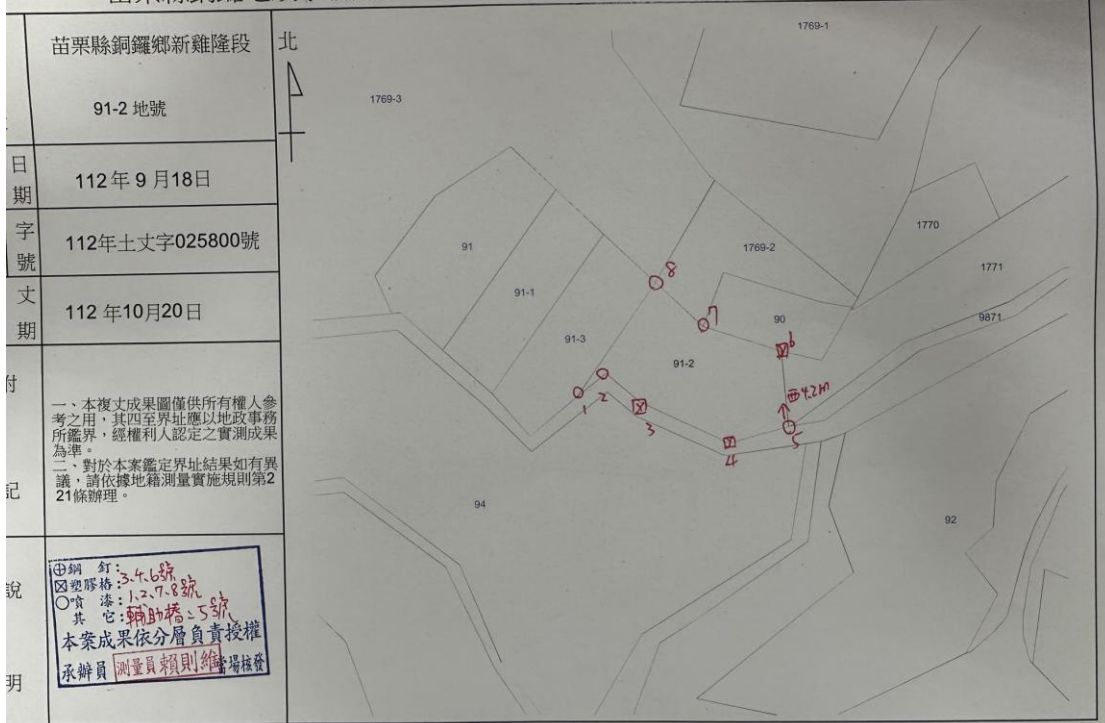 苗栗縣銅鑼鄉新雞隆段
91-2 地號
日期
112 年 9 月18日
字號
112年土丈字025800號
丈期
112 年10月20日
附記
一、本複丈成果圖僅供所有權人參
考之用，其四至界址應以地政事務
所鑑界，經權利人認定之實測成果
為準。
二、對於本案鑑定界址結果如有異
議，請依據地籍測量實施規則第2
21條辦理。
說明
⊕鋼 釘：
☒塑膠樁：3.4.6號
○噴 漆：1.2.7.8號
其 它：輔助樁=5號
本案成果依分層負責授權
承辦員 測量員賴則維 當場核發
北
1769-1
1769-3
91
91-1
91-3
91-2
1769-2
90
1770
1771
9871
94
92
8
7
6
西4.2m
5
4
3
2
1